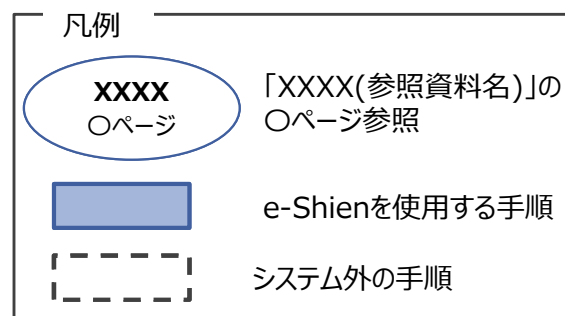 凡例
XXXX
〇ページ
「XXXX(参照資料名)」の
〇ページ参照
e-Shienを使用する手順
システム外の手順